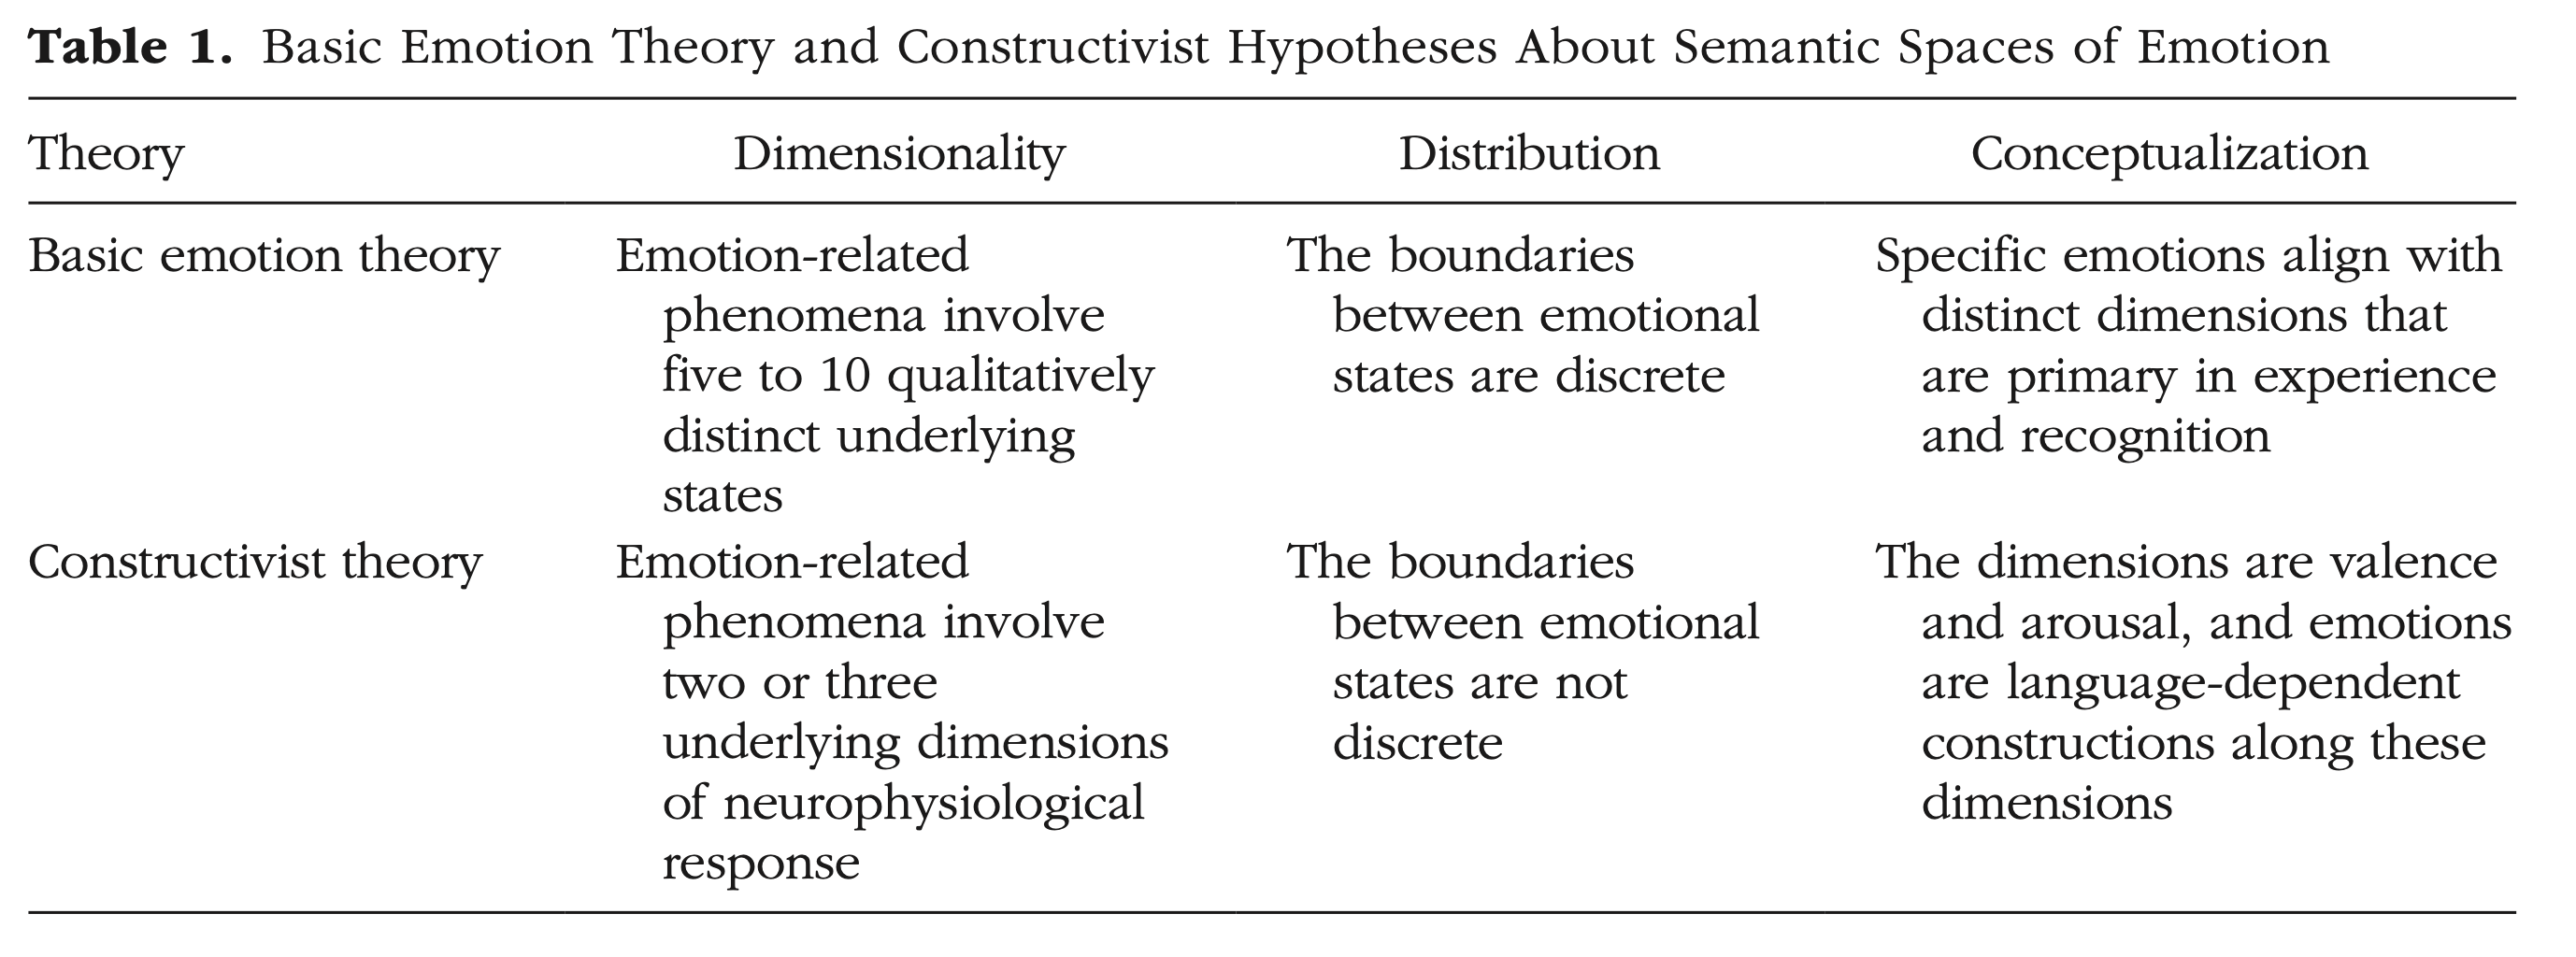 Table 1. Basic Emotion Theory and Constructivist Hypotheses About Semantic Spaces of Emotion
Theory Dimensionality Distribution Conceptualization
Basic emotion theory
Emotion-related
phenomena involve
five to 10 qualitatively
distinct underlying
states
The boundaries
between emotional
states are discrete
Specific emotions align with
distinct dimensions that
are primary in experience
and recognition
Constructivist theory
Emotion-related
phenomena involve
two or three
underlying dimensions
of neurophysiological
response
The boundaries
between emotional
states are not
discrete
The dimensions are valence
and arousal, and emotions
are language-dependent
constructions along these
dimensions